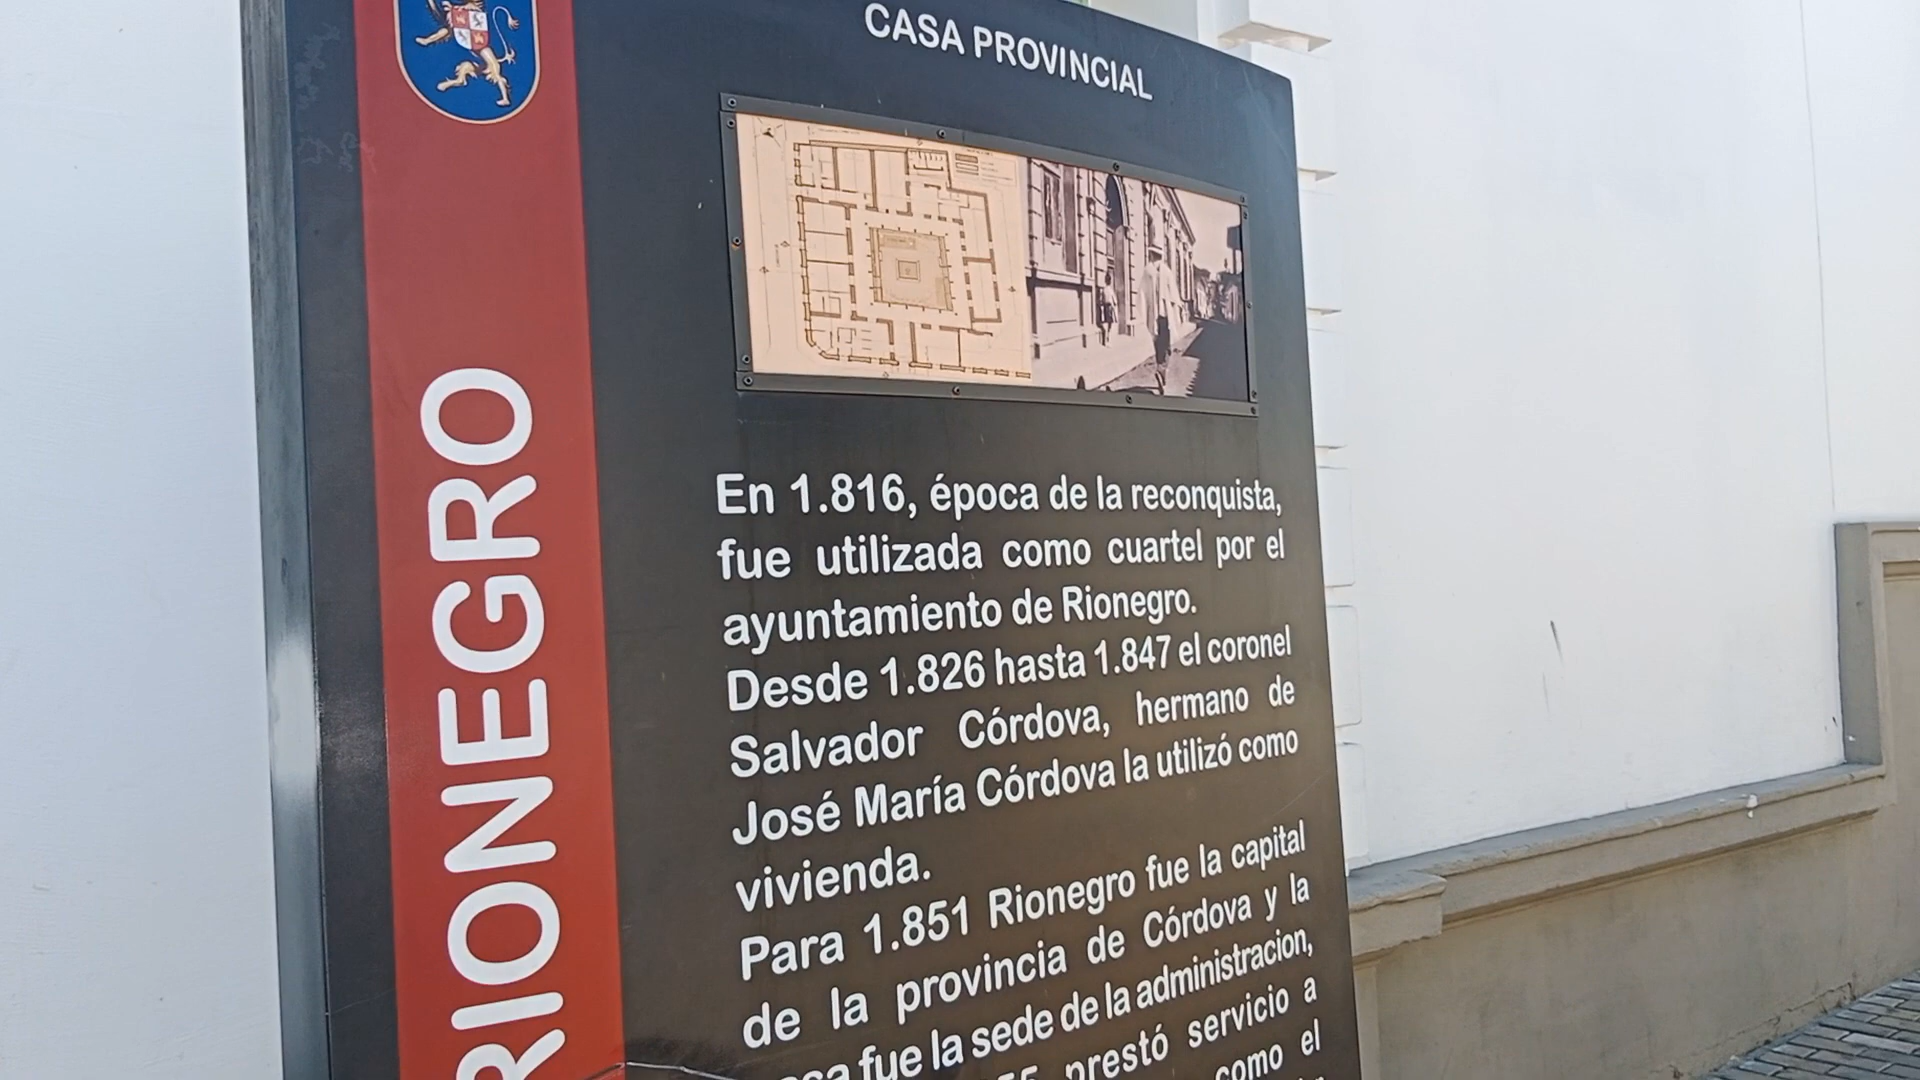 CASA PROVINCIAL
RIONEGRO
En 1.816, época de la reconquista,
fue utilizada como cuartel por el
ayuntamiento de Rionegro.
Desde 1.826 hasta 1.847 el coronel
Salvador Córdova, hermano de
José María Córdova la utilizó como
vivienda.
Para 1.851 Rionegro fue la capital
de la provincia de Córdova y la
fue la sede de la administracion,
prestó servicio a
como el